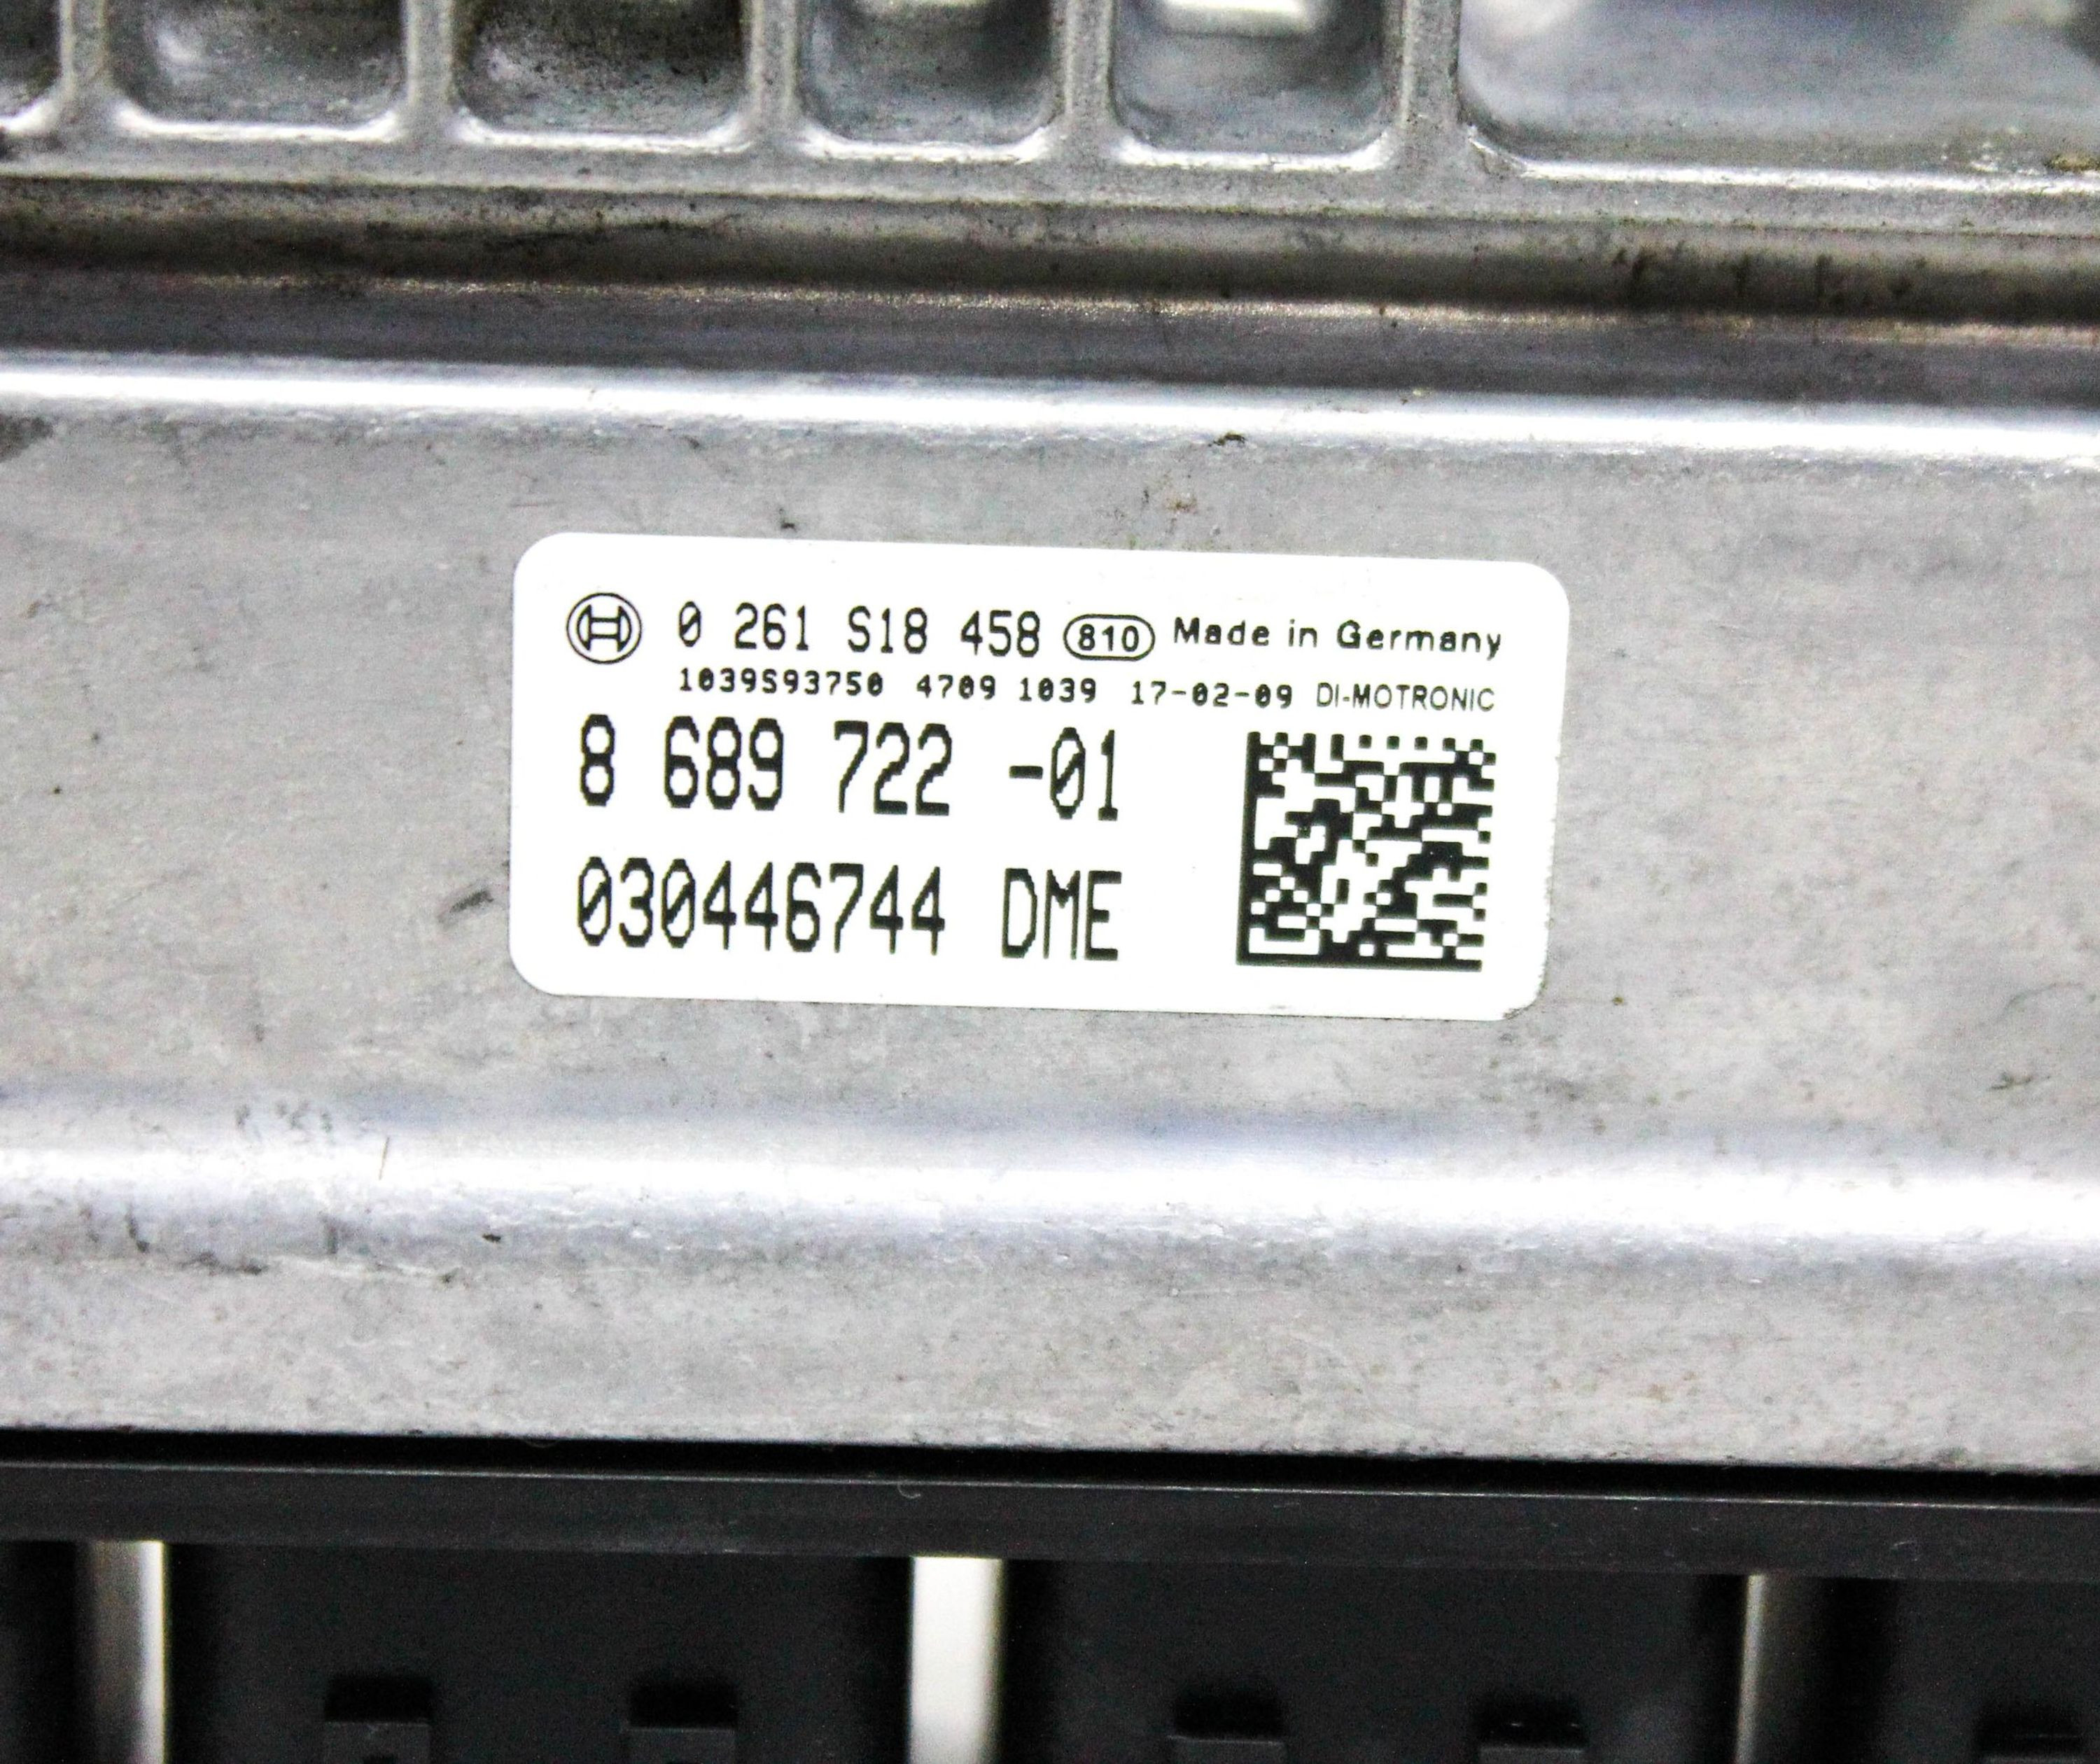 0 261 S18 458 810 Made in Germany
1039S93750 4709 1039 17-02-09 DI-MOTRONIC
8 689 722 -01
030446744 DME